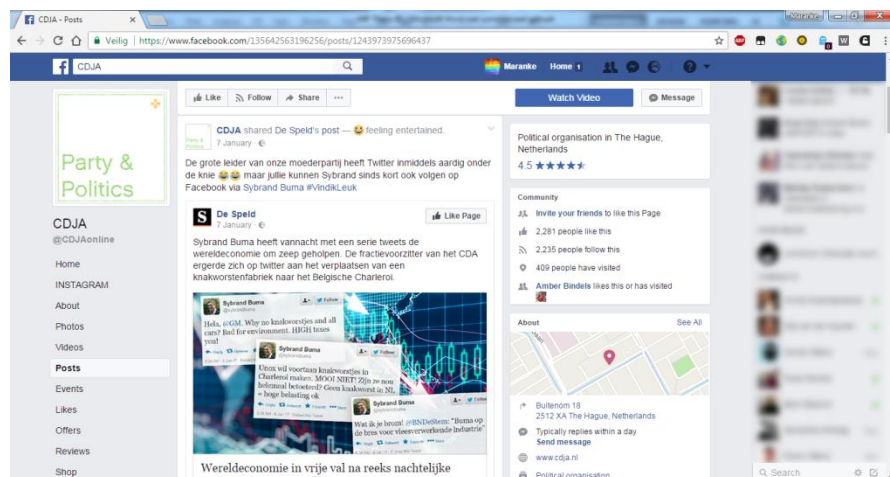 CDJA - Posts
Maranke
Veilig | https://www.facebook.com/135642563196256/posts/1243973975696437
CDJA
Maranke Home 1
Like Follow Share ...
Watch Video Message
Party &
Politics
CDJA
@CDJAonline
Home
INSTAGRAM
About
Photos
Videos
Posts
Events
Likes
Offers
Reviews
Shop
CDJA shared De Speld's post — feeling entertained.
7 January
De grote leider van onze moederpartij heeft Twitter inmiddels aardig onder
de knie maar jullie kunnen Sybrand sinds kort ook volgen op
Facebook via Sybrand Buma #VindikLeuk
De Speld
7 January
Like Page
Sybrand Buma heeft vannacht met een serie tweets de
wereldeconomie om zeep geholpen. De fractievoorzitter van het CDA
ergerde zich op twitter aan het verplaatsen van een
knakworstenfabriek naar het Belgische Charleroi.
Sybrand Buma
Follow
Hela, @GM. Why no knakworstjes and all
cars? Bad for environment. HIGH taxes
you!
Sybrand Buma
Follow
Unox wil voortaan knakworstjes in
Charleroi maken. MOOI NIET! Zijn ze nou
helemaal betoeterd? Geen knakworst in NL
= hoge belasting ok
Sybrand Buma
Follow
Wat ik je brom! @BNDeStem: "Buma op
de bres voor vleesverwerkende industrie"
Wereldeconomie in vrije val na reeks nachtelijke
Political organisation in The Hague,
Netherlands
4.5
Community
Invite your friends to like this Page
2,281 people like this
2,235 people follow this
409 people have visited
Amber Bindels likes this or has visited
About See All
Buitenom 18
2512 XA The Hague, Netherlands
Typically replies within a day
Send message
www.cdja.nl
Political organisation
Search